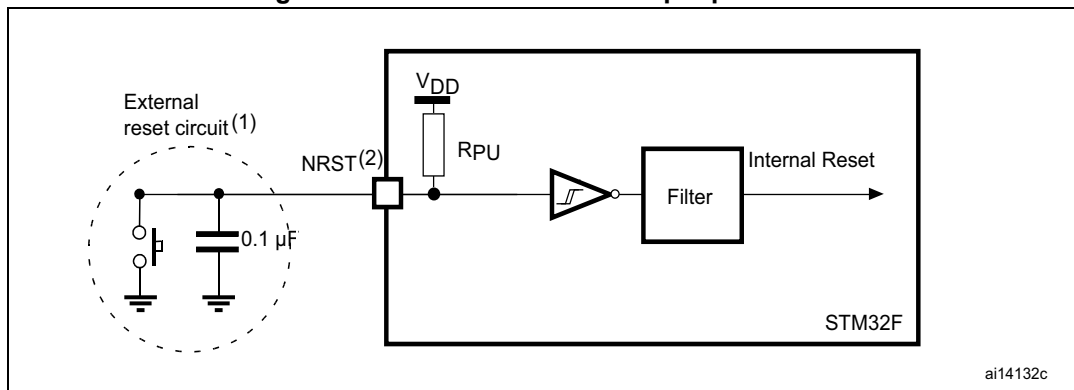 External
reset circuit(1)
VDD
NRST(2)
RPU
Internal Reset
Filter
0.1 µF
STM32F
ai14132c